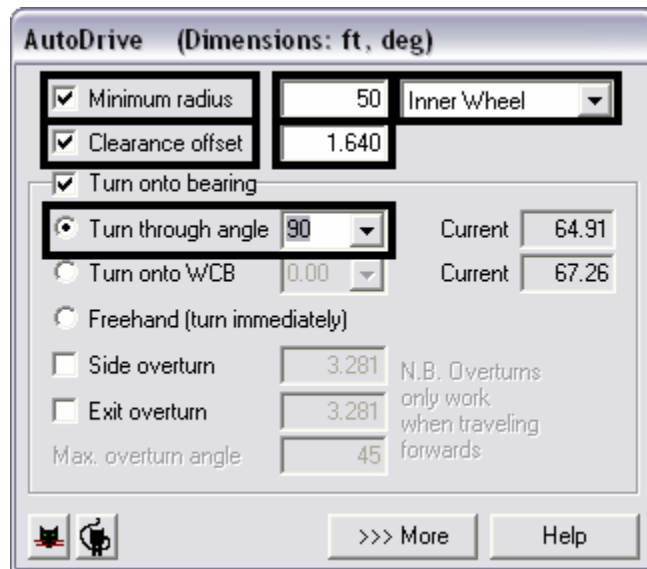 AutoDrive (Dimensions: ft, deg)
Minimum radius 50 Inner Wheel
Clearance offset 1.640
Turn onto bearing
Turn through angle 90 Current 64.91
Turn onto WCB 0.00 Current 67.26
Freehand (turn immediately)
Side overturn 3.281
Exit overturn 3.281
Max. overturn angle 45
N.B. Overturns
only work
when traveling
forwards
>>> More Help